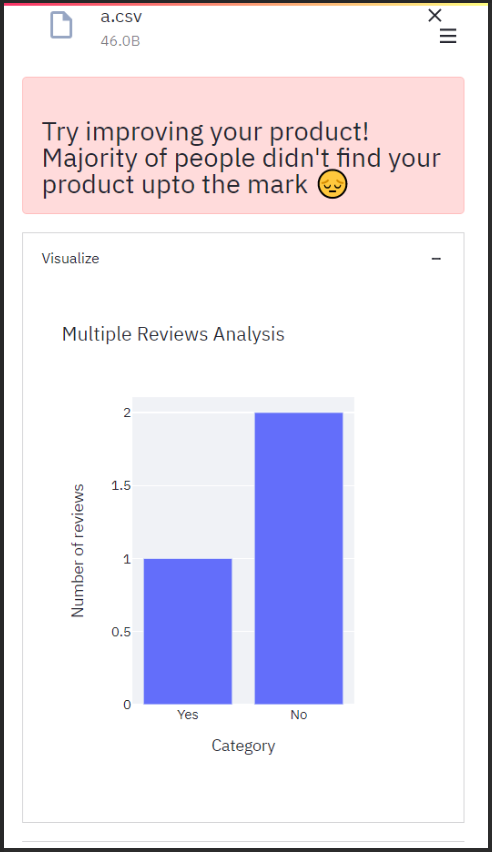 a.csv
46.0B
Try improving your product!
Majority of people didn't find your
product upto the mark 😔
Visualize
Multiple Reviews Analysis
2
1.5
1
0.5
0
Number of reviews
Yes No
Category